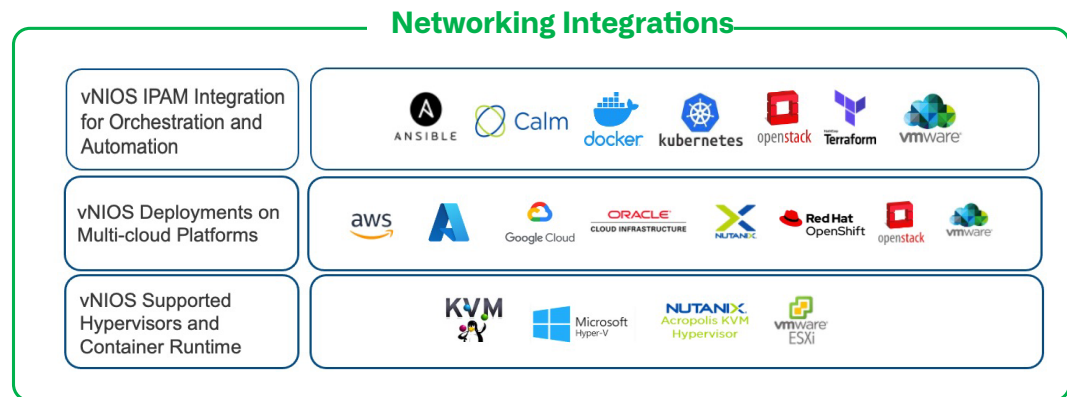 Networking Integrations
vNIOS IPAM Integration
for Orchestration and
Automation
ANSIBLE
Calm
docker
kubernetes
openstack
Terraform
vmware
vNIOS Deployments on
Multi-cloud Platforms
aws
Google Cloud
ORACLE
CLOUD INFRASTRUCTURE
NUTANIX
Red Hat
OpenShift
openstack
vmware
vNIOS Supported
Hypervisors and
Container Runtime
KVM
Microsoft
Hyper-V
NUTANIX
Acropolis KVM
Hypervisor
vmware
ESXi